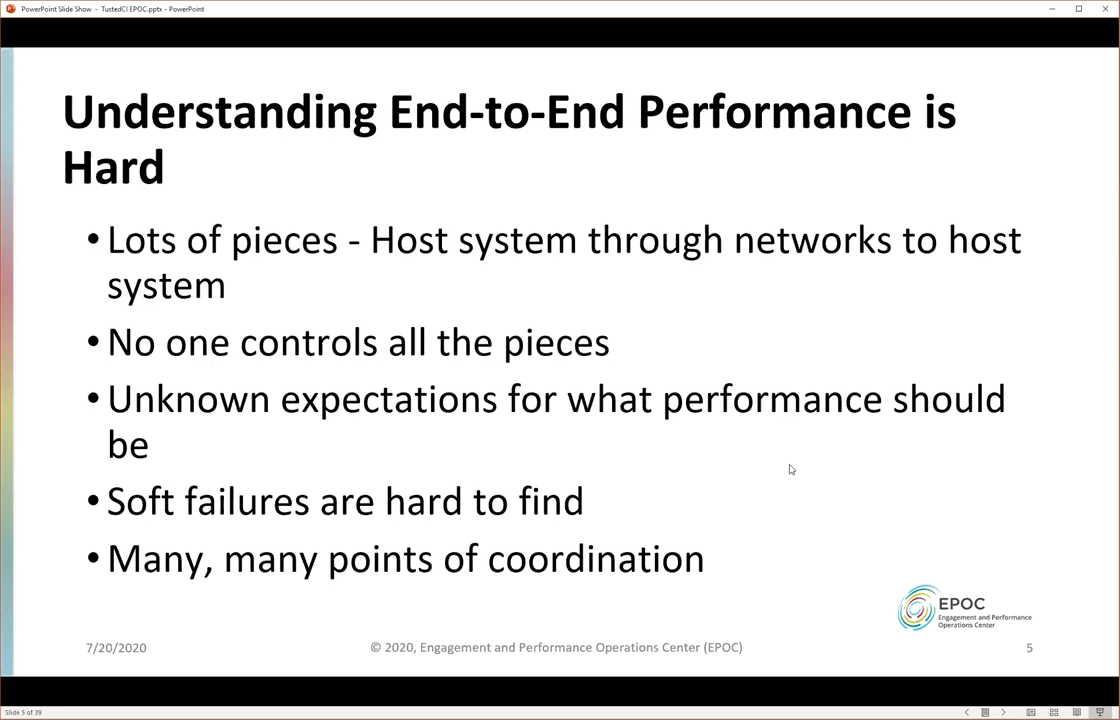 PowerPoint Slide Show - TustedCI EPOC.pptx - PowerPoint
Understanding End-to-End Performance is
Hard
• Lots of pieces - Host system through networks to host
system
• No one controls all the pieces
• Unknown expectations for what performance should
be
• Soft failures are hard to find
• Many, many points of coordination
EPOC
Engagement and Performance
Operations Center
7/20/2020
© 2020, Engagement and Performance Operations Center (EPOC)
5
Slide 5 of 39